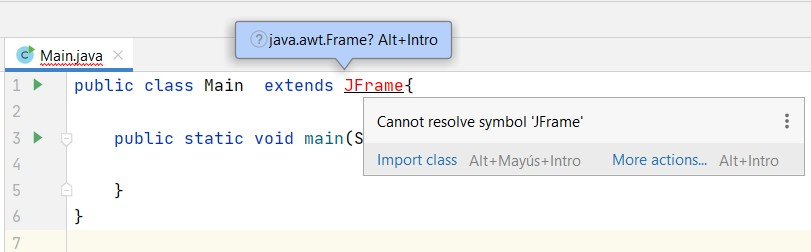 java.awt.Frame? Alt+Intro
Main.java
1 public class Main  extends JFrame{
Cannot resolve symbol 'JFrame'
2
3 public static void main(S
4
Import class Alt+Mayús+Intro More actions... Alt+Intro
5 }
6 }
7